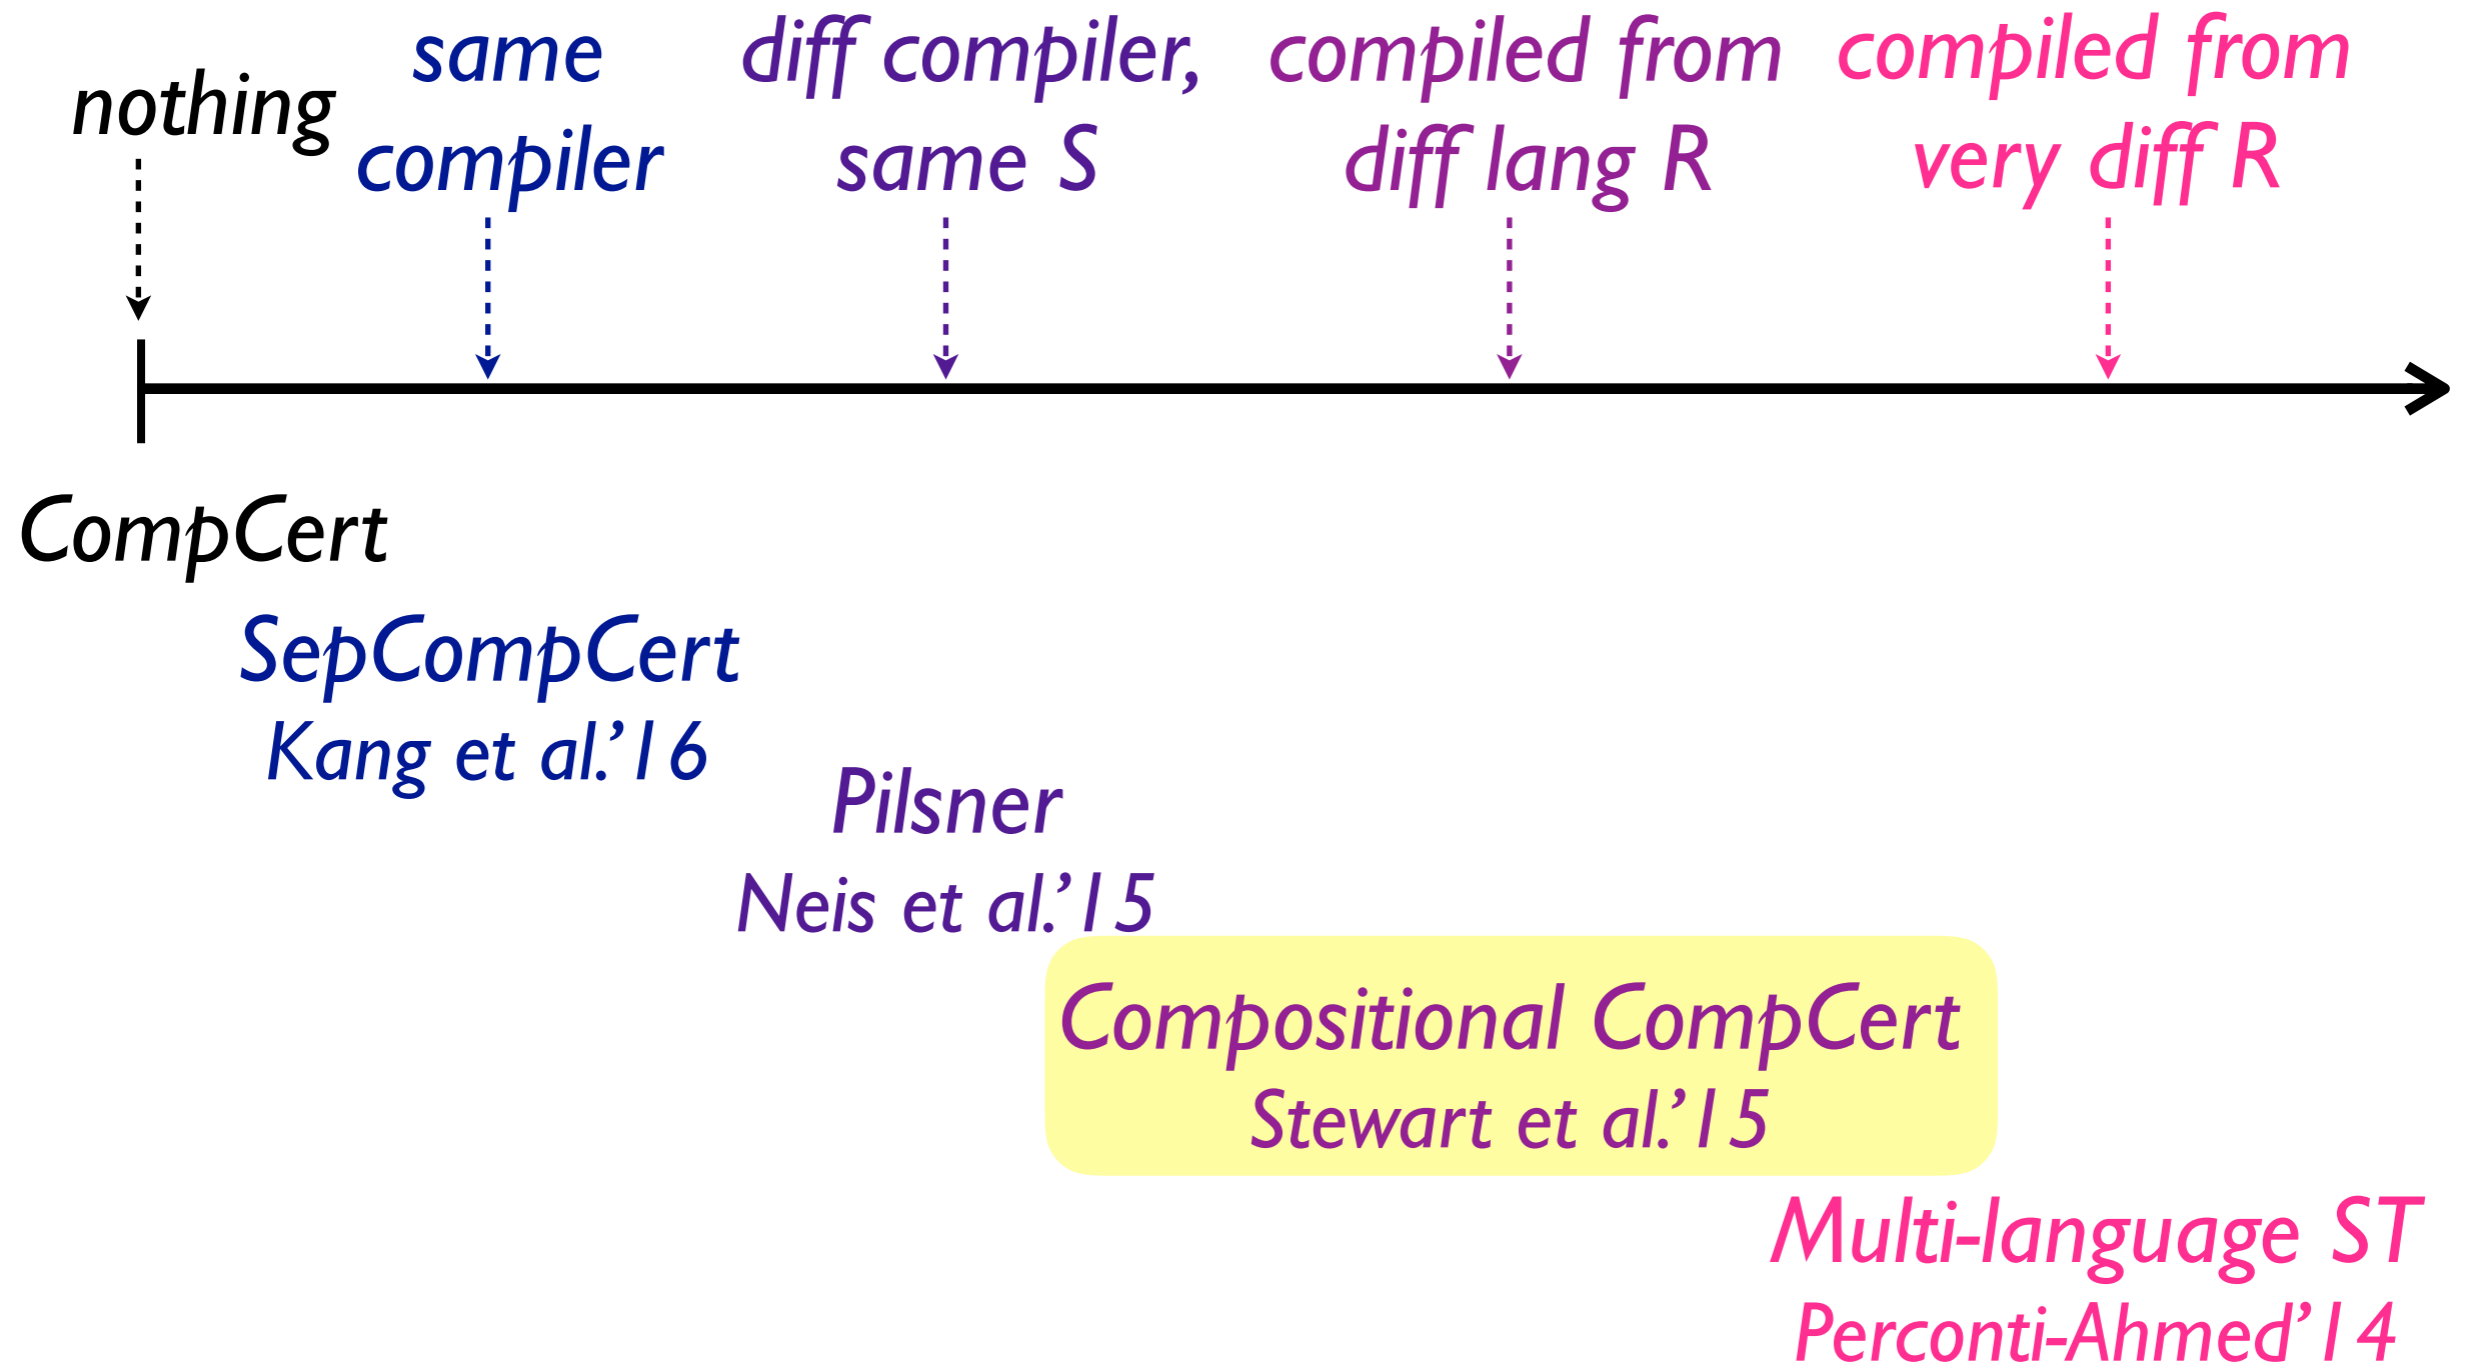 nothing
same
compiler
diff compiler,
same S
compiled from
diff lang R
compiled from
very diff R
CompCert
SepCompCert
Kang et al.'16
Pilsner
Neis et al.'15
Compositional CompCert
Stewart et al.'15
Multi-language ST
Perconti-Ahmed'14